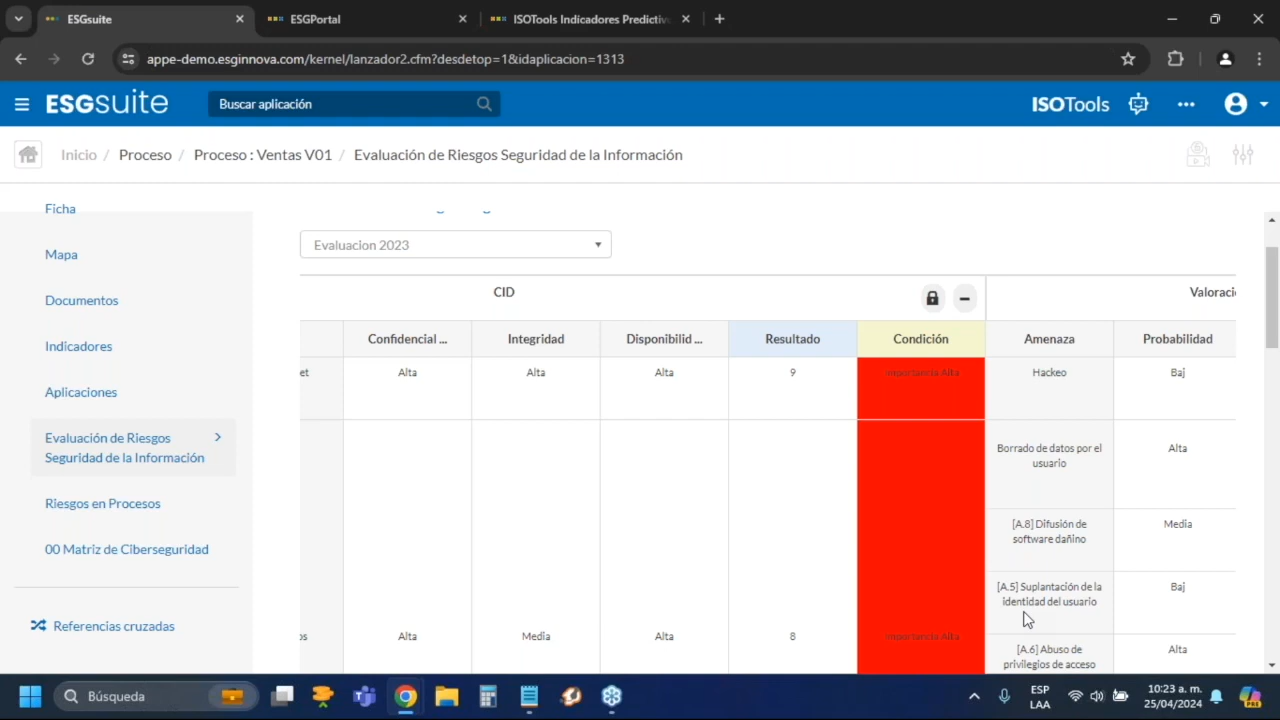 ESGsuite
ESGPortal
ISOTools Indicadores Predictivo
appe-demo.esginnova.com/kernel/lanzador2.cfm?desdetop=1&idaplicacion=1313
ESGsuite
Buscar aplicación
ISOTools
Inicio / Proceso / Proceso : Ventas V01 / Evaluación de Riesgos Seguridad de la Información
Ficha
Mapa
Documentos
Indicadores
Aplicaciones
Evaluación de Riesgos
Seguridad de la Información
Riesgos en Procesos
00 Matriz de Ciberseguridad
Referencias cruzadas
Evaluacion 2023
CID
Valoraci
Confidencial ...
Integridad
Disponibilid ...
Resultado
Condición
Amenaza
Probabilidad
et
Alta
Alta
Alta
9
Importancia Alta
Hackeo
Baj
Borrado de datos por el
usuario
Alta
[A.8] Difusión de
software dañino
Media
[A.5] Suplantación de la
identidad del usuario
Baj
os
Alta
Media
Alta
8
Importancia Alta
[A.6] Abuso de
privilegios de acceso
Alta
Búsqueda
PRE
ESP
LAA
10:23 a. m.
25/04/2024